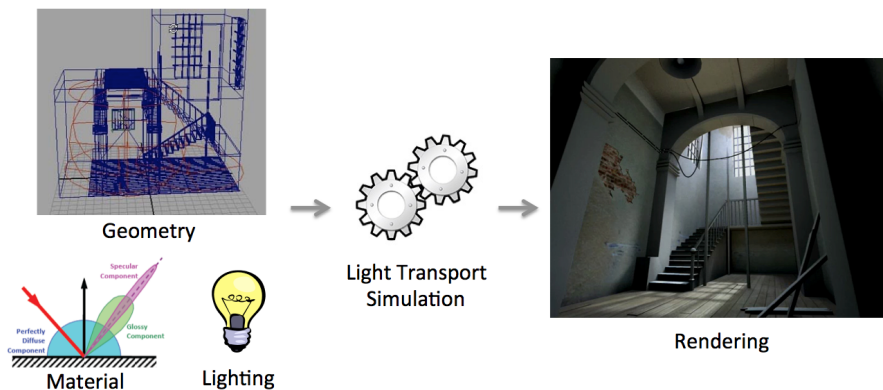 Geometry
Specular
Component
Glossy
Component
Perfectly
Diffuse
Component
Material
Lighting
Light Transport
Simulation
Rendering